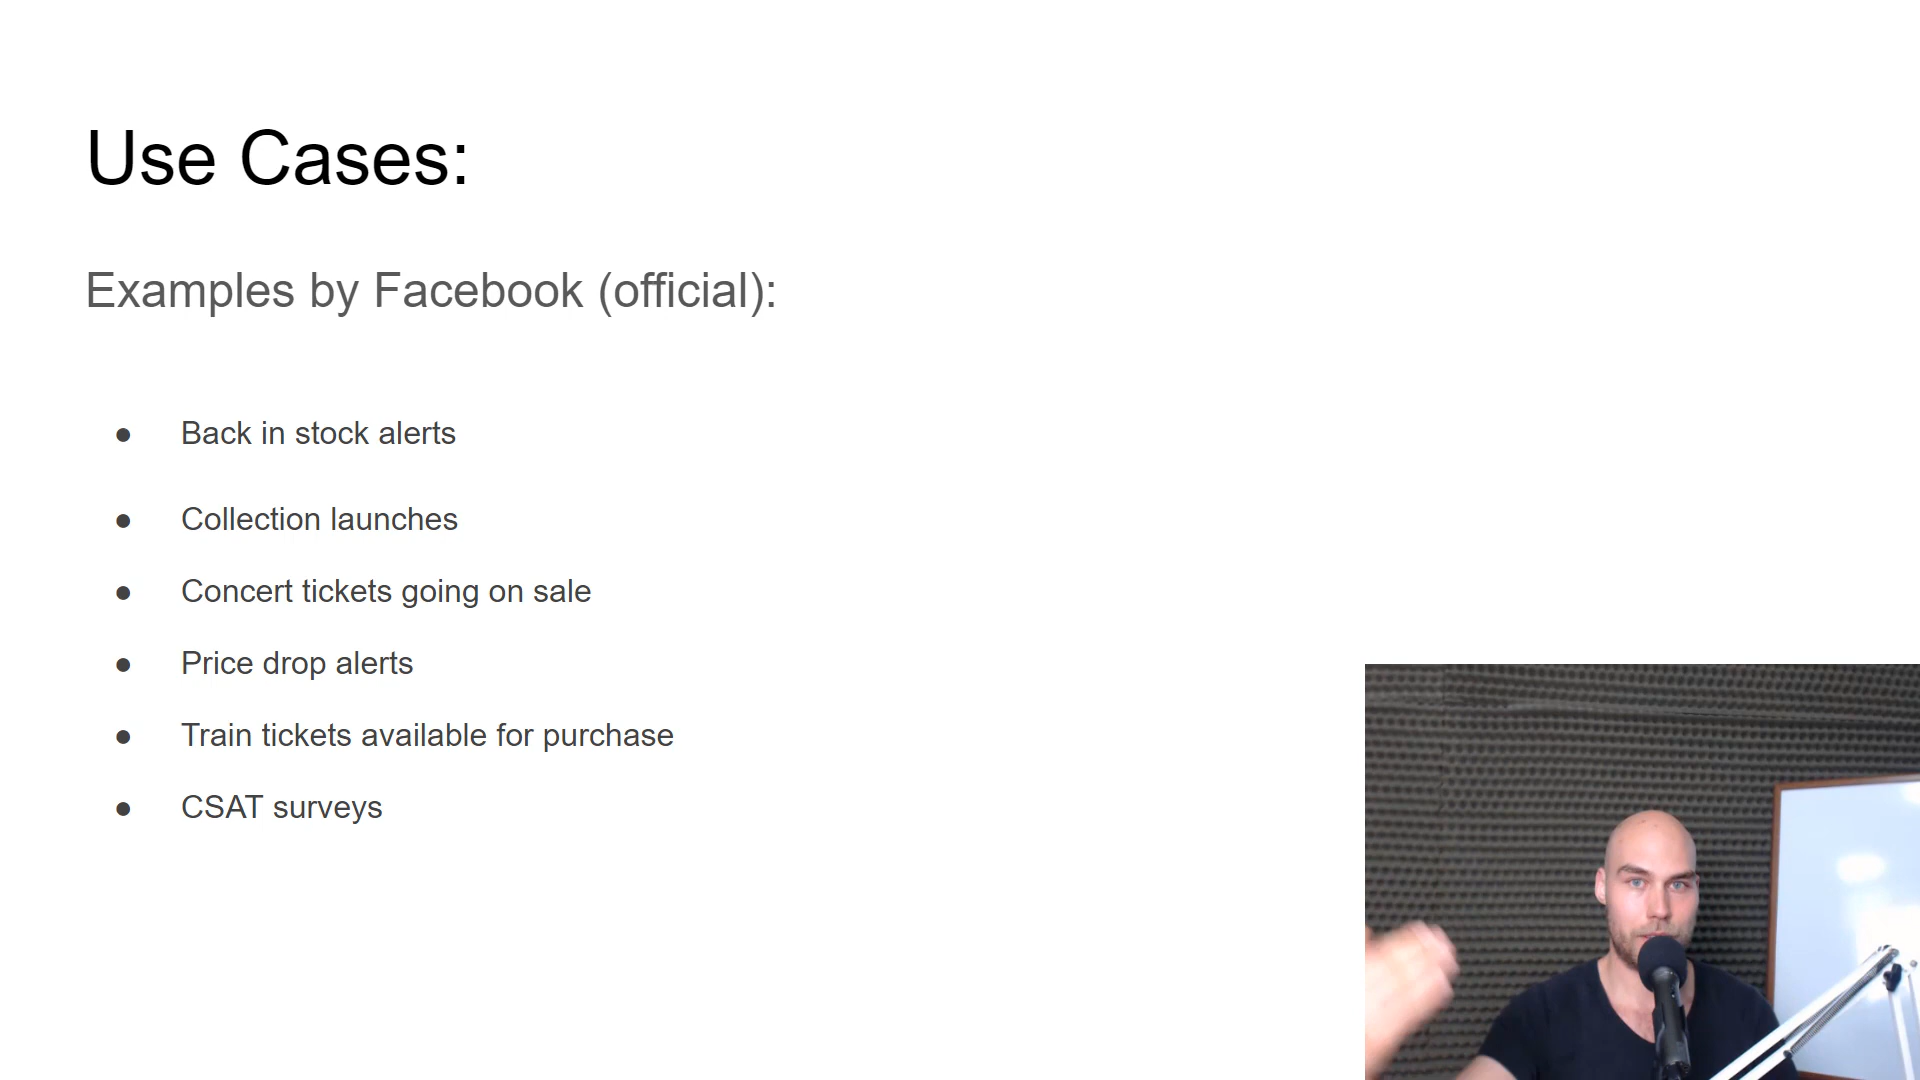 Use Cases:
Examples by Facebook (official):
● Back in stock alerts
● Collection launches
● Concert tickets going on sale
● Price drop alerts
● Train tickets available for purchase
● CSAT surveys